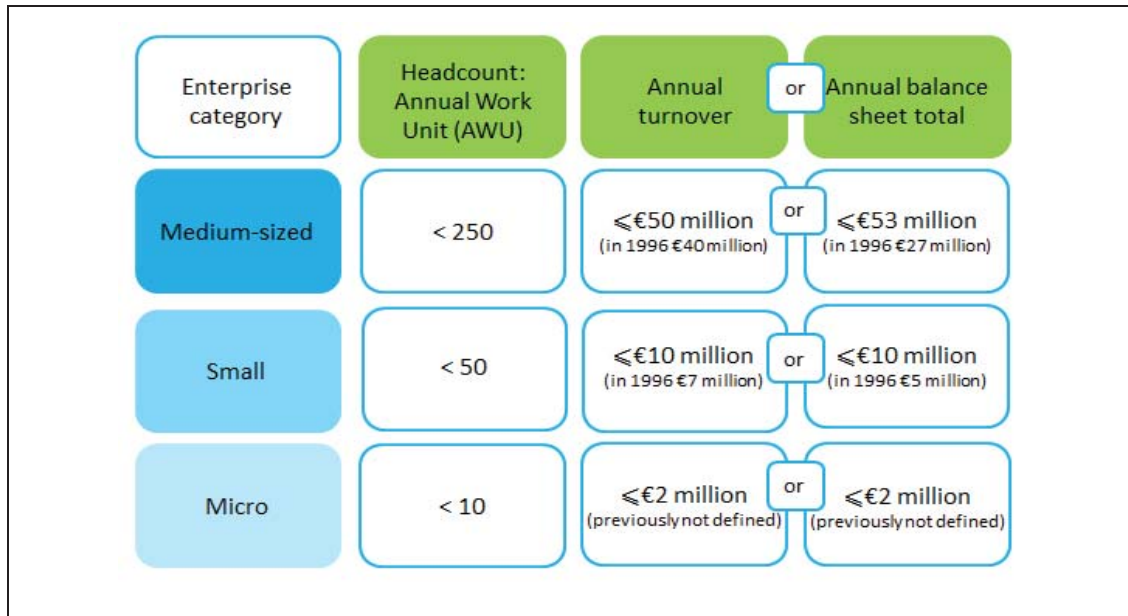 Enterprise
category
Headcount:
Annual Work
Unit (AWU)
Annual
turnover
or
Annual balance
sheet total
Medium-sized
< 250
⩽€50 million
(in 1996 €40 million)
or
⩽€53 million
(in 1996 €27 million)
Small
< 50
⩽€10 million
(in 1996 €7 million)
or
⩽€10 million
(in 1996 €5 million)
Micro
< 10
⩽€2 million
(previously not defined)
or
⩽€2 million
(previously not defined)